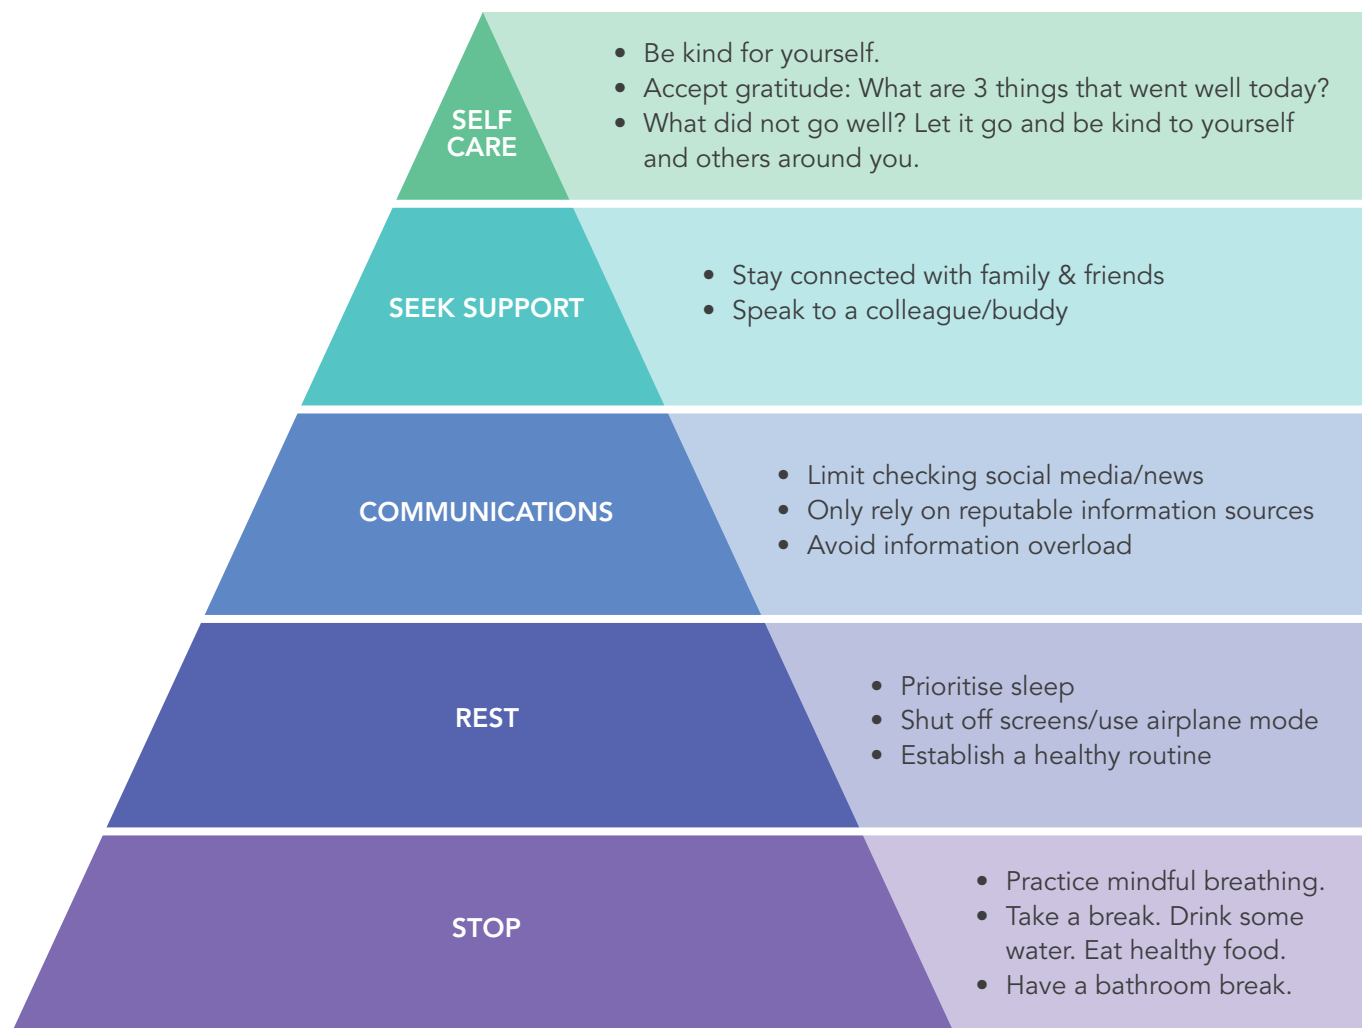 SELF
CARE
• Be kind for yourself.
• Accept gratitude: What are 3 things that went well today?
• What did not go well? Let it go and be kind to yourself
and others around you.
SEEK SUPPORT
• Stay connected with family & friends
• Speak to a colleague/buddy
COMMUNICATIONS
• Limit checking social media/news
• Only rely on reputable information sources
• Avoid information overload
REST
• Prioritise sleep
• Shut off screens/use airplane mode
• Establish a healthy routine
STOP
• Practice mindful breathing.
• Take a break. Drink some
water. Eat healthy food.
• Have a bathroom break.